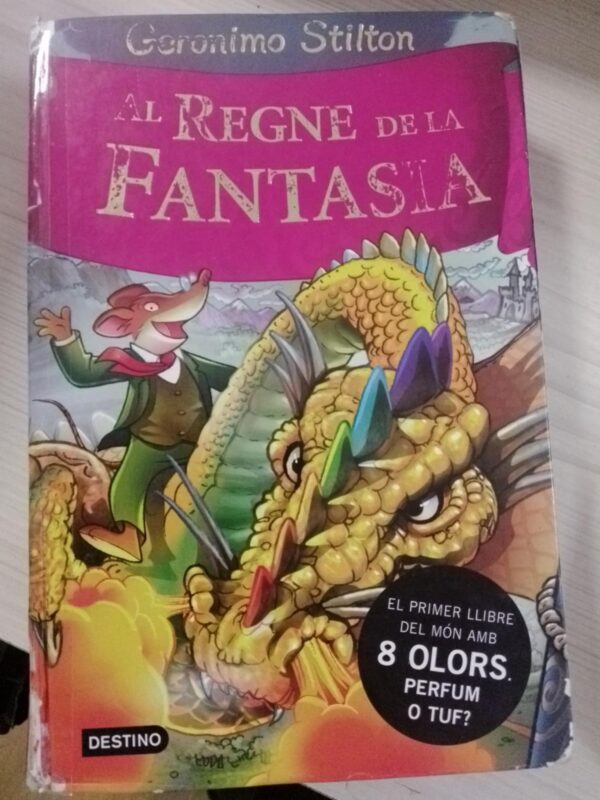 Geronimo Stilton
AL REGNE DE LA
FANTASIA
EL PRIMER LLIBRE
DEL MÓN AMB
8 OLORS.
PERFUM
O TUF?
DESTINO